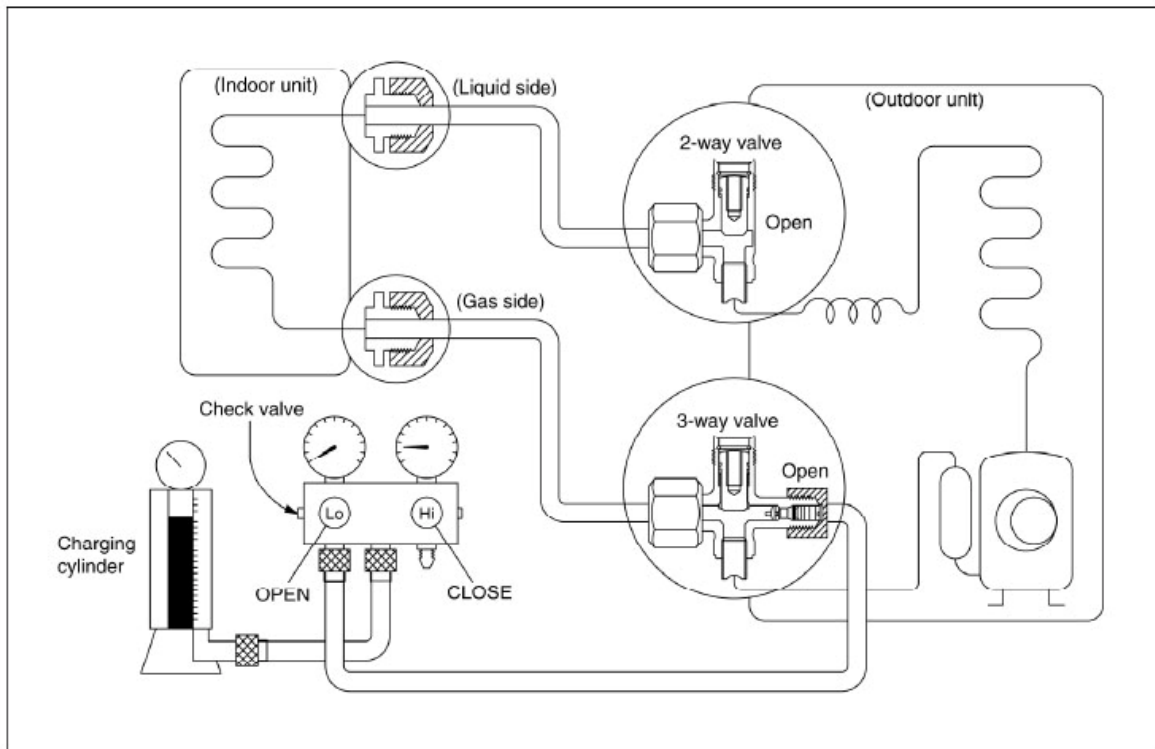 (Indoor unit)
(Liquid side)
(Outdoor unit)
2-way valve
Open
(Gas side)
Check valve
3-way valve
Open
Lo
Hi
Charging
cylinder
OPEN
CLOSE